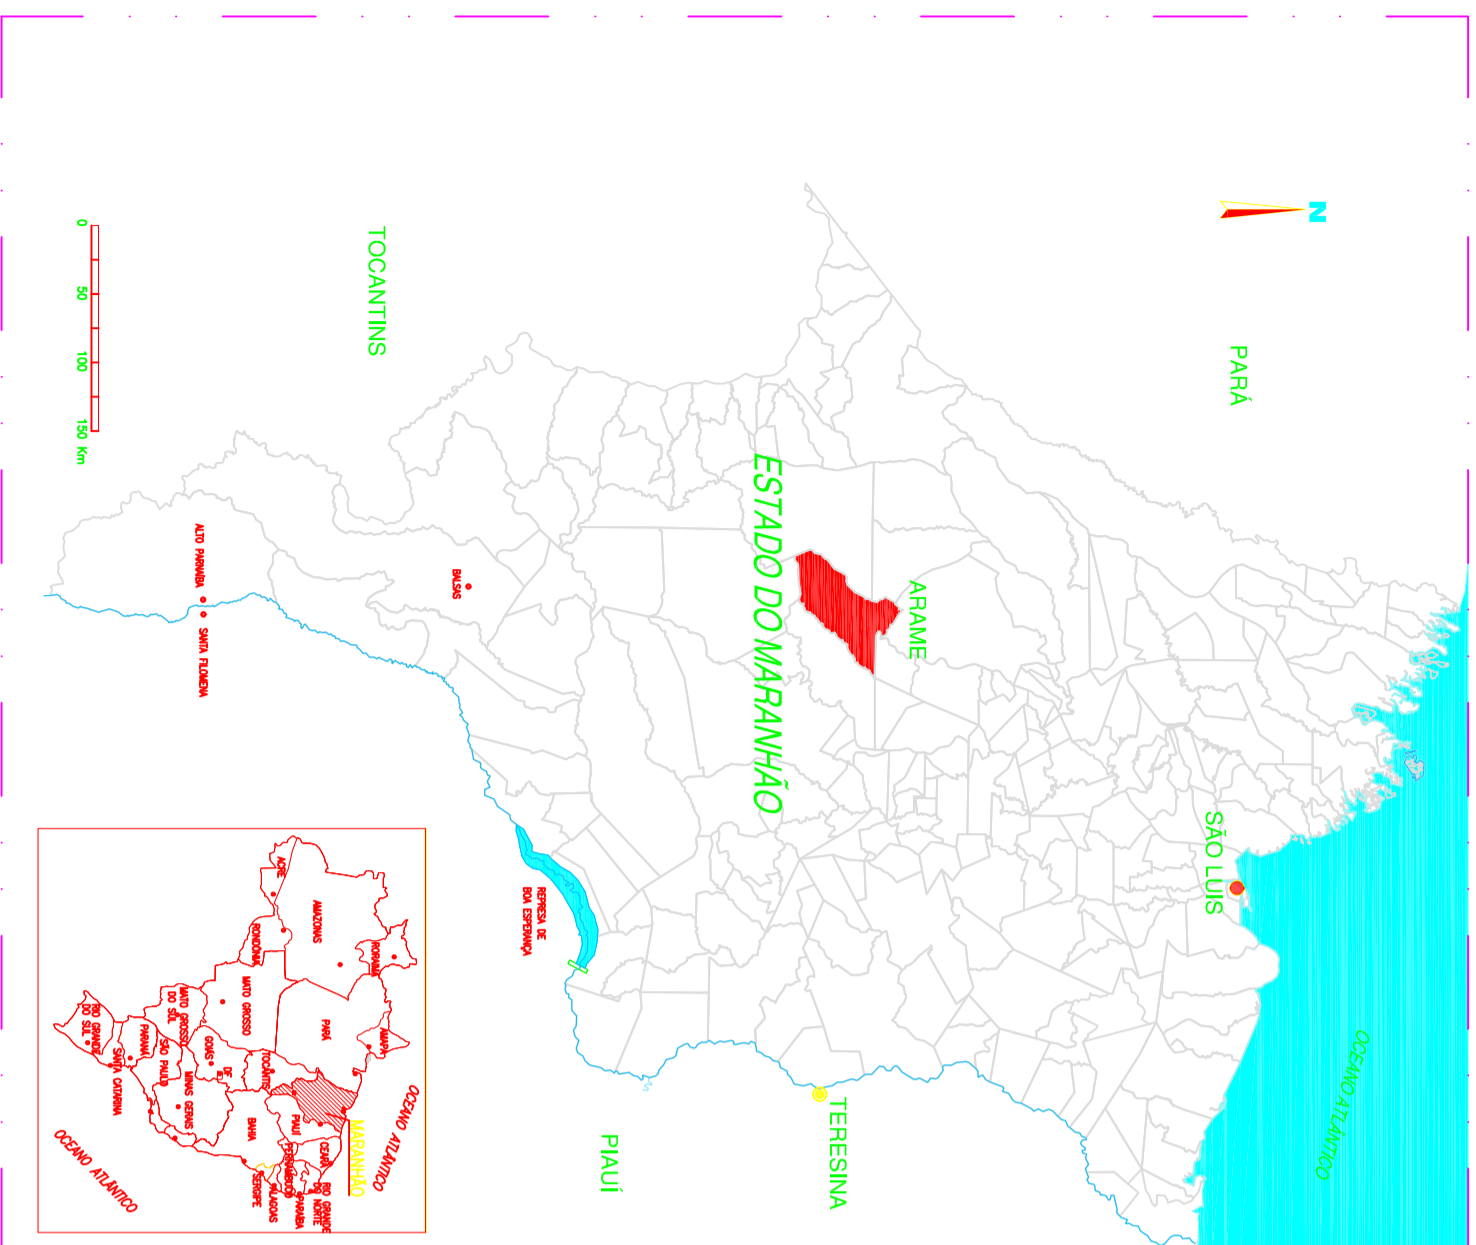 N
PARÁ
OCEANO ATLÂNTICO
SÃO LUIS
ARAME
ESTADO DO MARANHÃO
TERESINA
PIAUÍ
TOCANTINS
BALSAS
ALTO PARNAÍBA
SANTA FILOMENA
REPRESA DE
BOA ESPERANÇA
0
50
100
150 Km
OCEANO ATLÂNTICO
MARANHÃO
RORAIMA
AMAPÁ
AMAZONAS
PARÁ
ACRE
RONDÔNIA
MATO GROSSO
TOCANTIS
PIAUÍ
CEARÁ
RIO GRANDE
DO NORTE
PARAÍBA
PERNAMBUCO
ALAGOAS
SERGIPE
BAHIA
DF
GOIÁS
MATO GROSSO
DO SUL
MINAS GERAIS
SÃO PAULO
PARANÁ
SANTA CATARINA
RIO GRANDE
DO SUL
OCEANO ATLÂNTICO